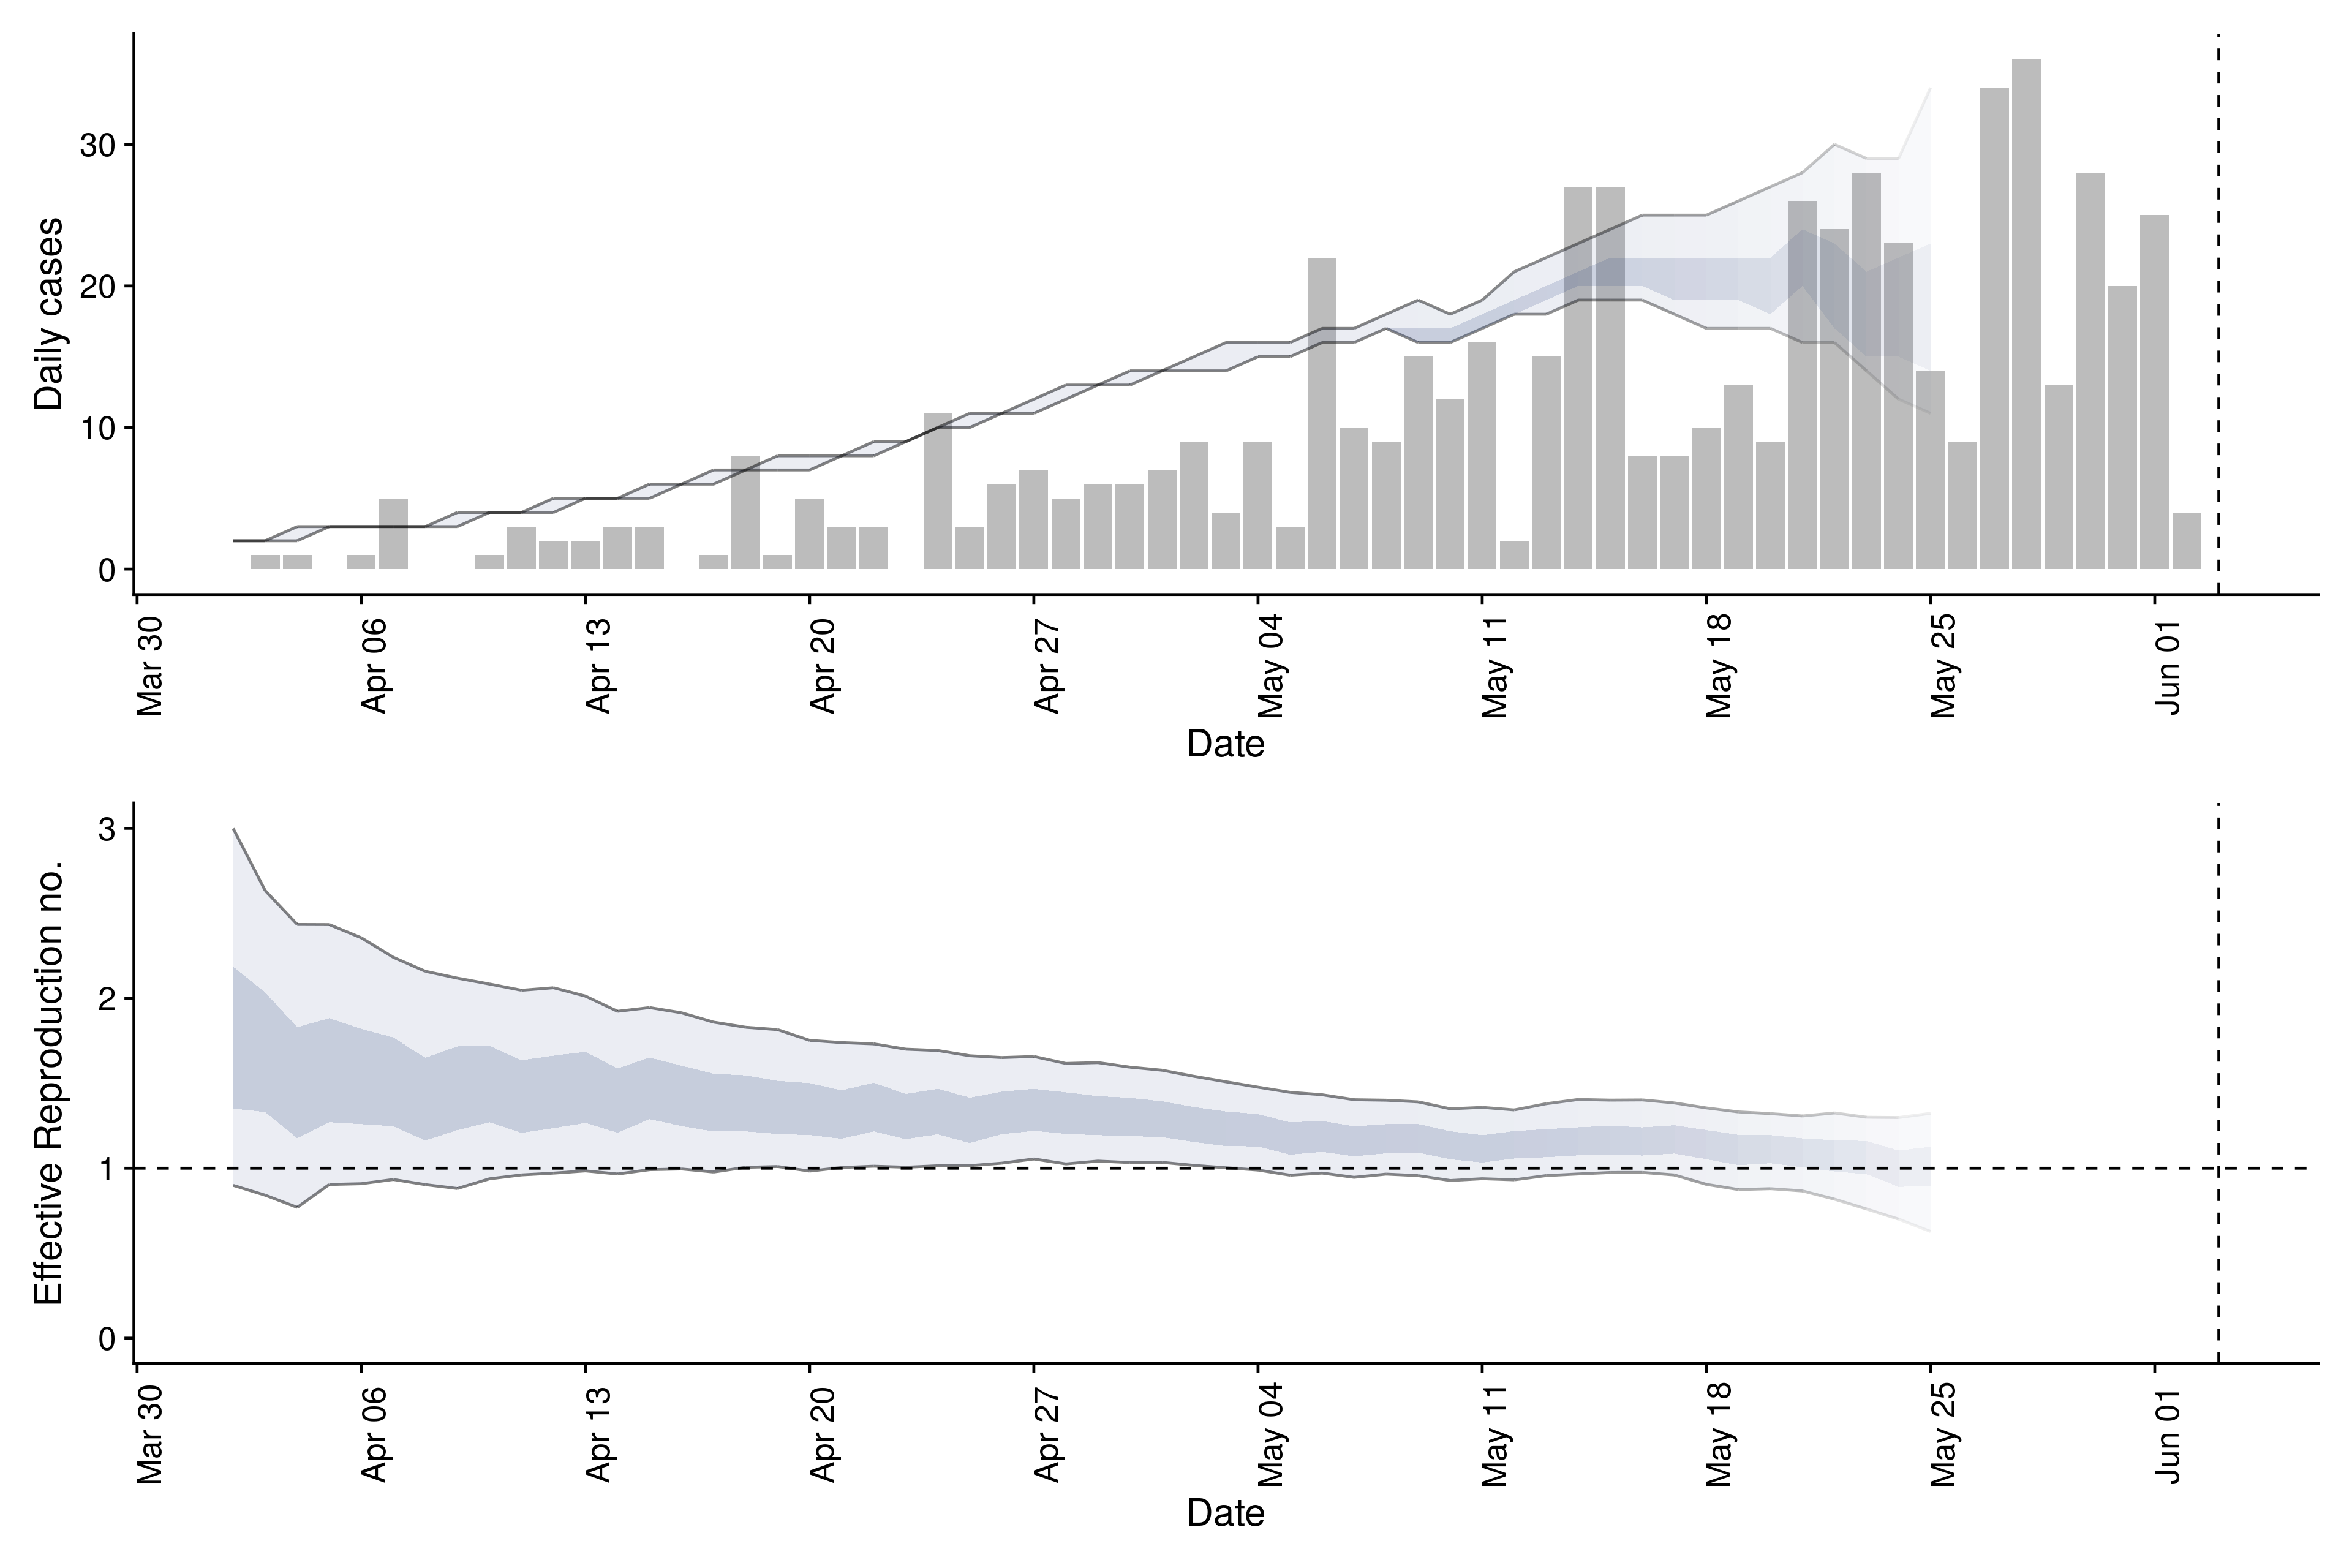 Daily cases
30
20
10
0
Mar 30
Apr 06
Apr 13
Apr 20
Apr 27
May 04
May 11
May 18
May 25
Jun 01
Date
Effective Reproduction no.
3
2
1
0
Mar 30
Apr 06
Apr 13
Apr 20
Apr 27
May 04
May 11
May 18
May 25
Jun 01
Date